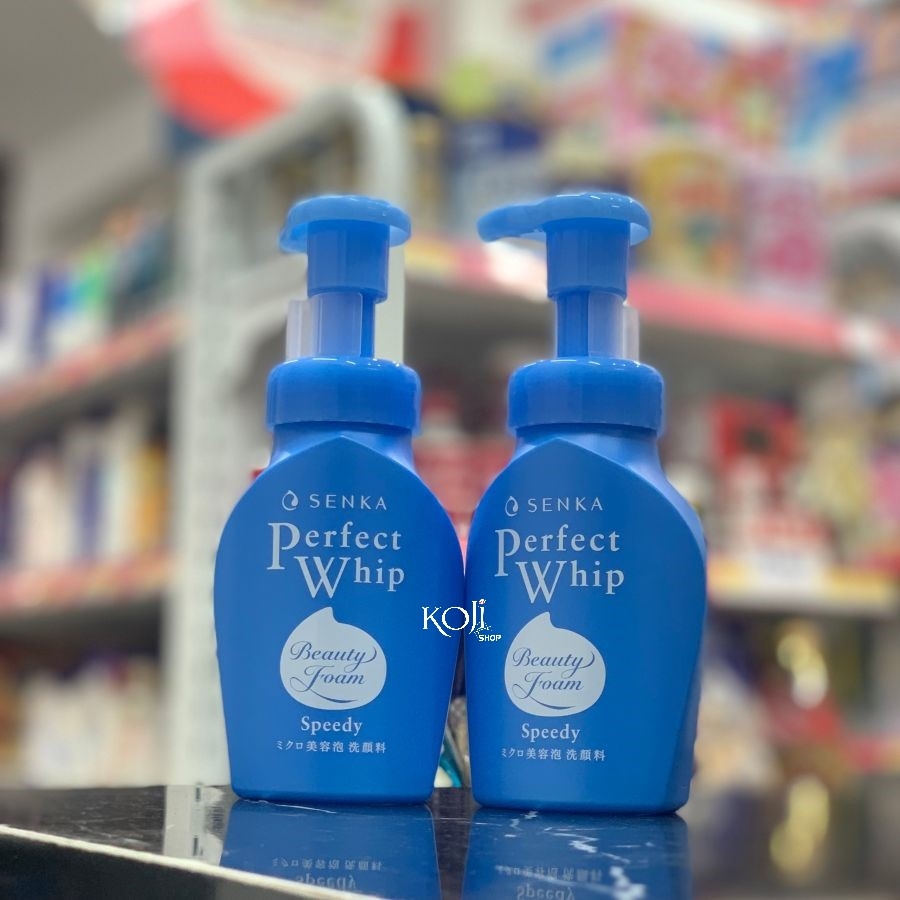 SENKA
Perfect
Whip
Beauty
Foam
Speedy
ミクロ美容泡 洗顔料
SENKA
Perfect
Whip
Beauty
Foam
Speedy
ミクロ美容泡 洗顔料
KOJI
SHOP